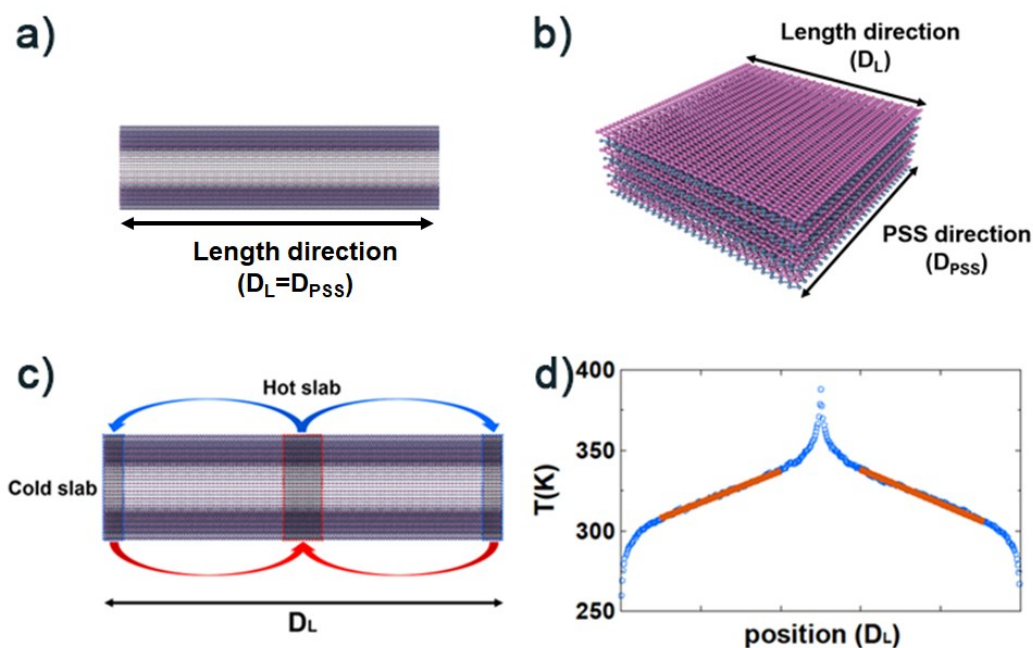 a)
Length direction
(DL=DPSS)
b)
Length direction
(DL)
PSS direction
(DPSS)
c)
Hot slab
Cold slab
DL
d)
400
350
300
250
T(K)
position (DL)